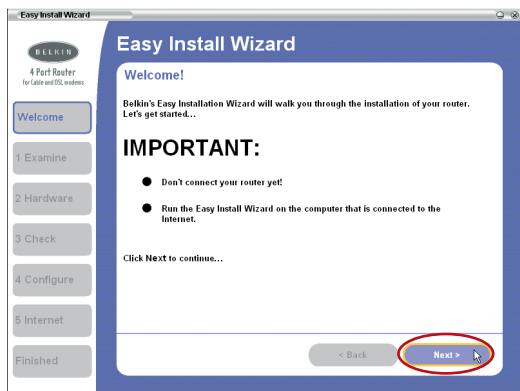 Easy Install Wizard
BELKIN
4 Port Router
for Cable and DSL modems
Welcome
1 Examine
2 Hardware
3 Check
4 Configure
5 Internet
Finished
Easy Install Wizard
Welcome!
Belkin's Easy Installation Wizard will walk you through the installation of your router.
Let's get started...
IMPORTANT:
● Don't connect your router yet!
● Run the Easy Install Wizard on the computer that is connected to the
Internet.
Click Next to continue...
< Back
Next >